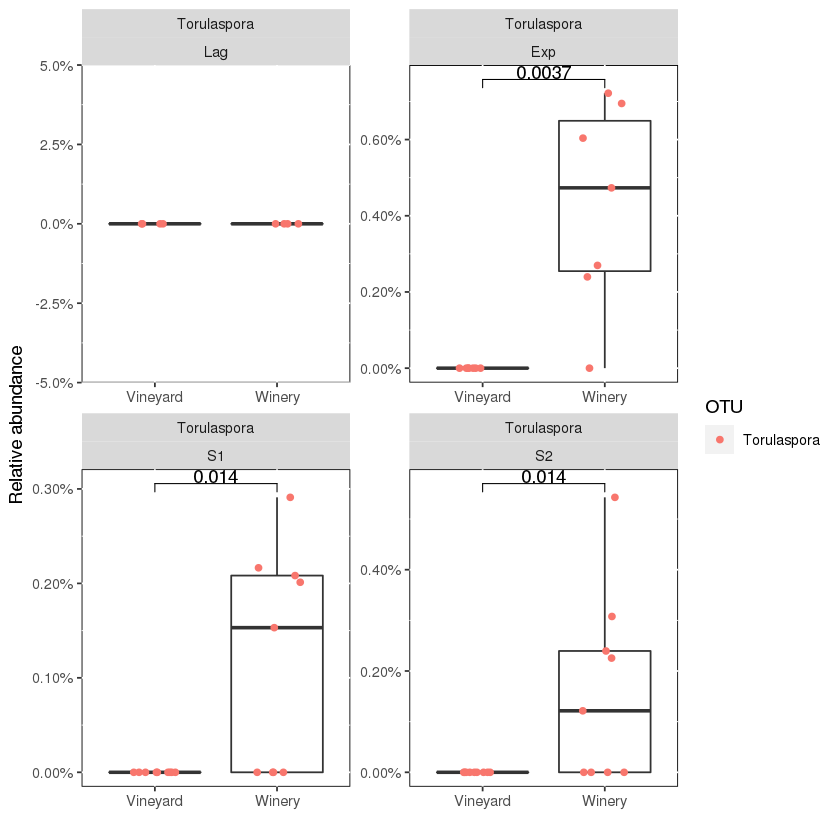 Torulaspora
Lag
5.0%
2.5%
0.0%
-2.5%
-5.0%
Vineyard
Winery
Torulaspora
Exp
0.0037
0.60%
0.40%
0.20%
0.00%
Vineyard
Winery
Relative abundance
Torulaspora
S1
0.014
0.30%
0.20%
0.10%
0.00%
Vineyard
Winery
Torulaspora
S2
0.014
0.40%
0.20%
0.00%
Vineyard
Winery
OTU
Torulaspora